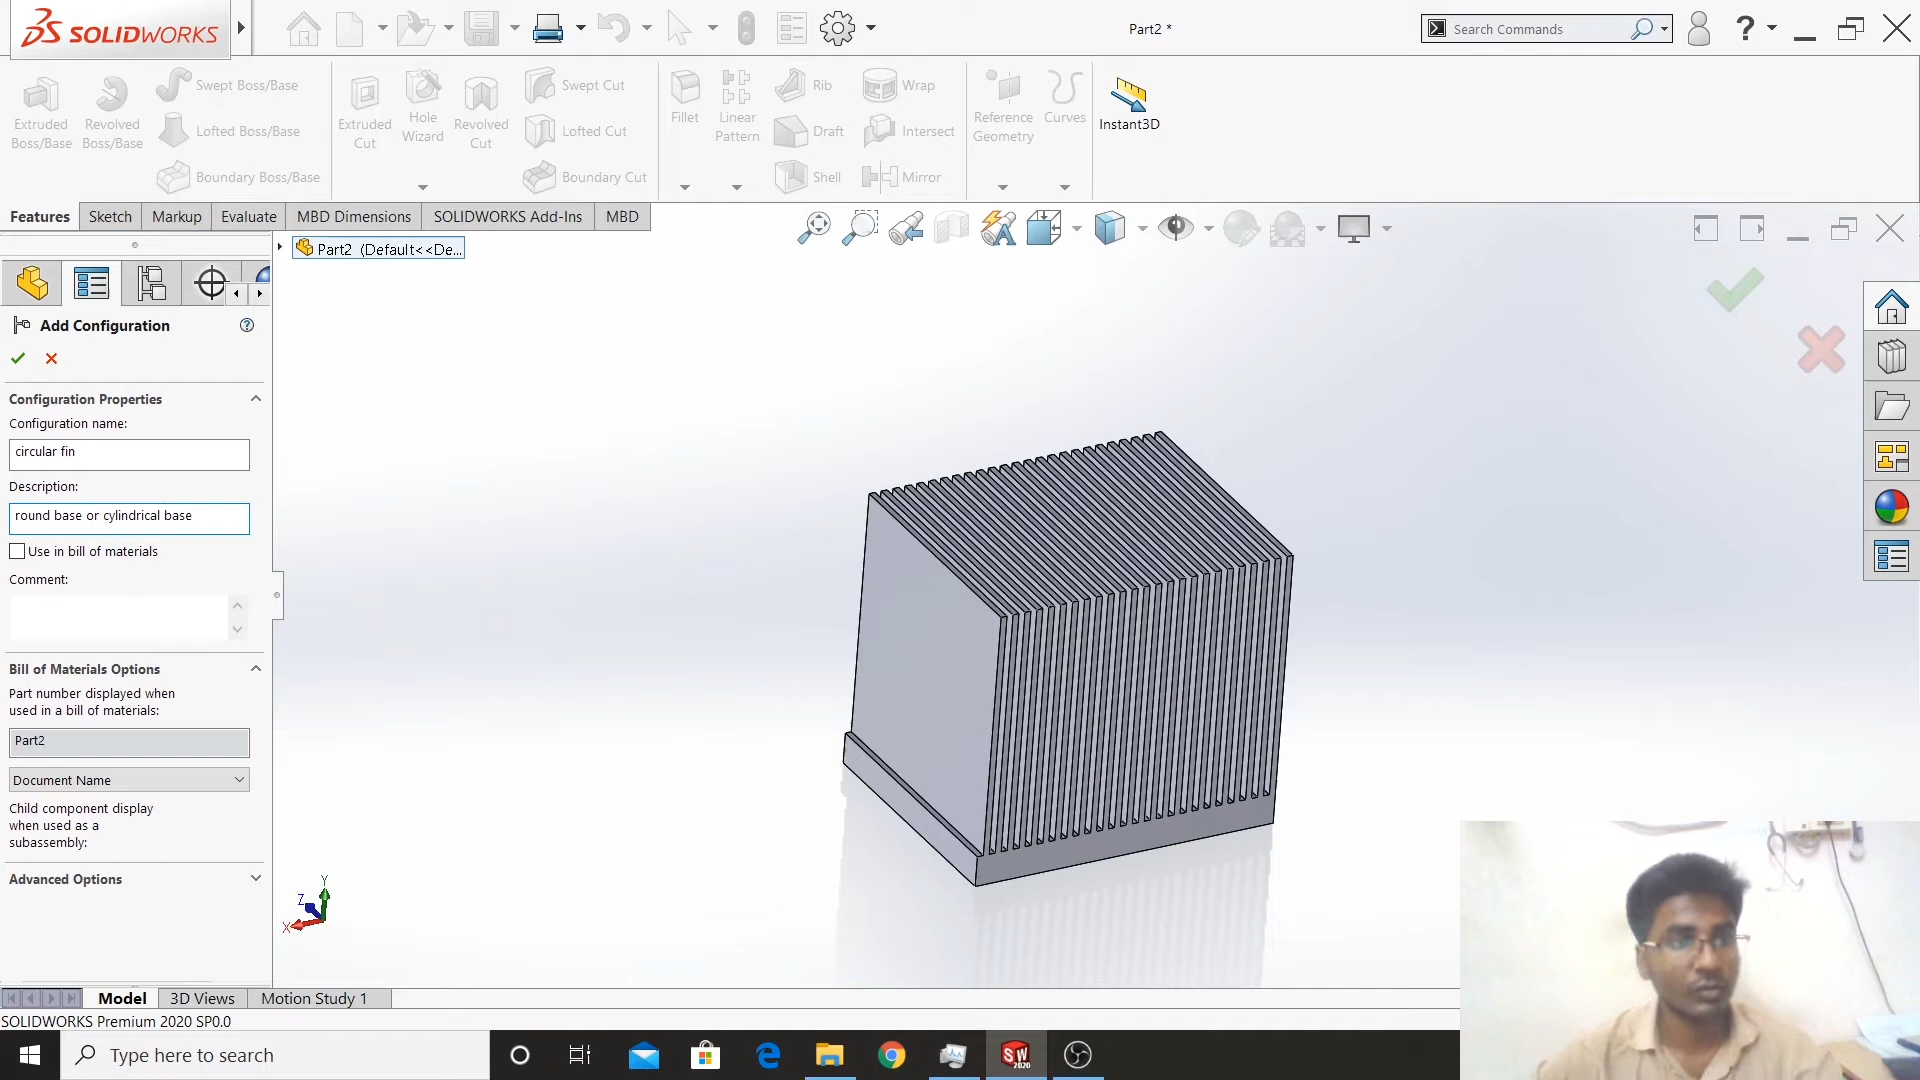 SOLIDWORKS
Part2 *
Search Commands
?
Extruded Boss/Base
Revolved Boss/Base
Swept Boss/Base
Lofted Boss/Base
Boundary Boss/Base
Extruded Cut
Hole Wizard
Revolved Cut
Swept Cut
Lofted Cut
Boundary Cut
Fillet
Linear Pattern
Rib
Draft
Shell
Wrap
Intersect
Mirror
Reference Geometry
Curves
Instant3D
Features
Sketch
Markup
Evaluate
MBD Dimensions
SOLIDWORKS Add-Ins
MBD
Part2 (Default<<De...
Add Configuration
Configuration Properties
Configuration name:
circular fin
Description:
round base or cylindrical base
Use in bill of materials
Comment:
Bill of Materials Options
Part number displayed when
used in a bill of materials:
Part2
Document Name
Child component display
when used as a
subassembly:
Advanced Options
Y
Z
X
Model
3D Views
Motion Study 1
SOLIDWORKS Premium 2020 SP0.0
Type here to search
SW
2020